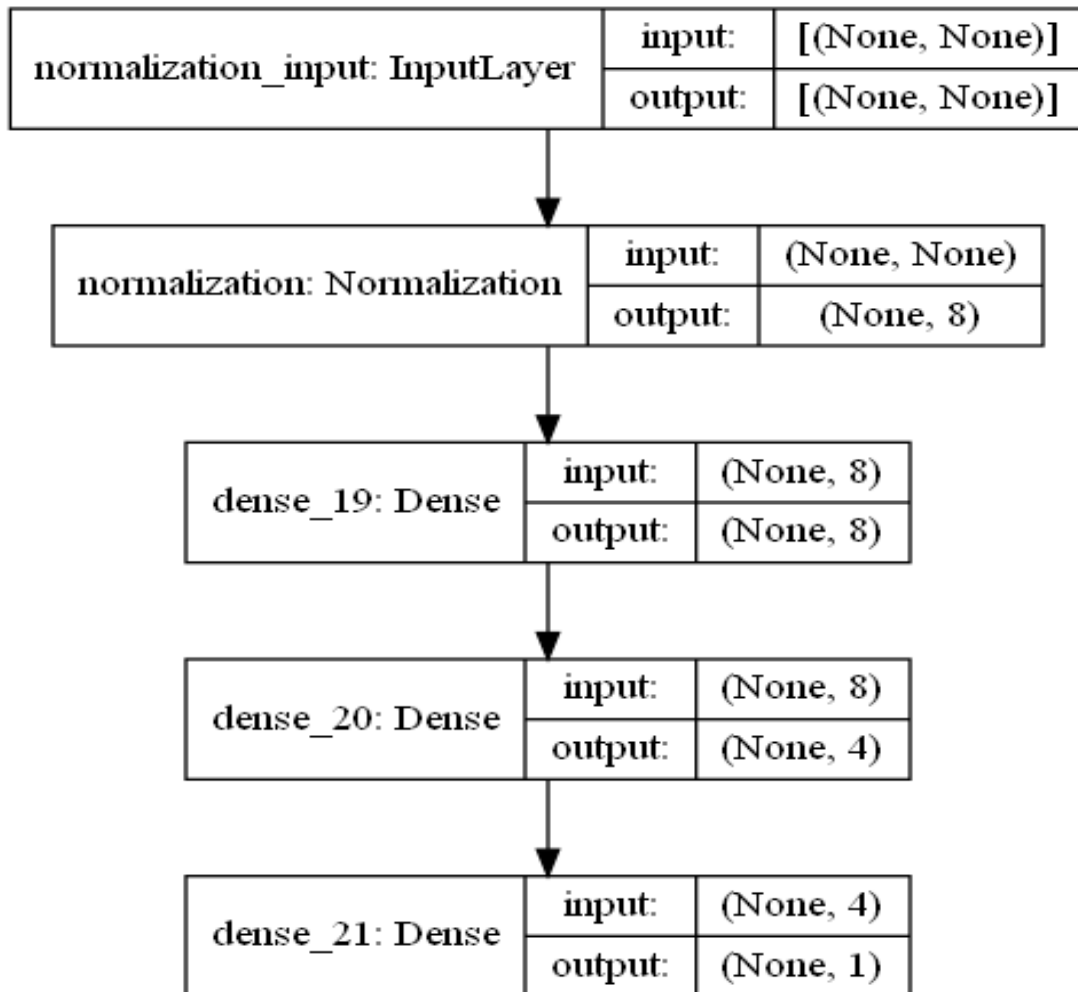 normalization_input: InputLayer
input: [(None, None)]
output: [(None, None)]
normalization: Normalization
input: (None, None)
output: (None, 8)
dense_19: Dense
input: (None, 8)
output: (None, 8)
dense_20: Dense
input: (None, 8)
output: (None, 4)
dense_21: Dense
input: (None, 4)
output: (None, 1)